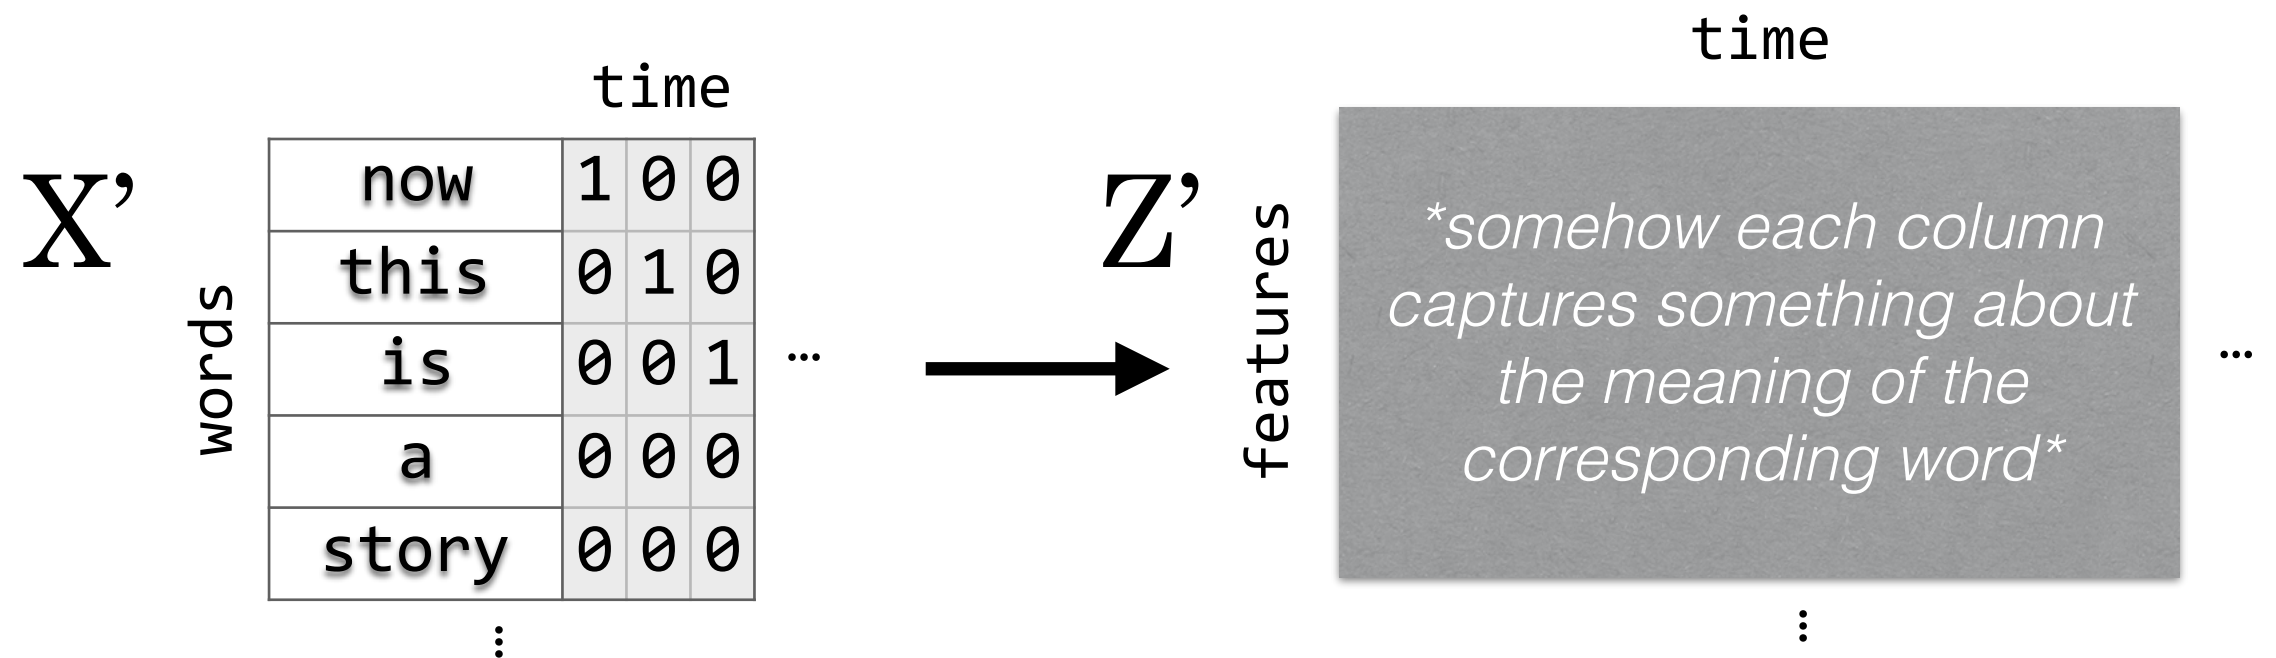 X’
words
time
now 1 0 0
this 0 1 0
is 0 0 1
a 0 0 0
story 0 0 0
...
⋮
Z’
features
time
*somehow each column
captures something about
the meaning of the
corresponding word*
...
⋮